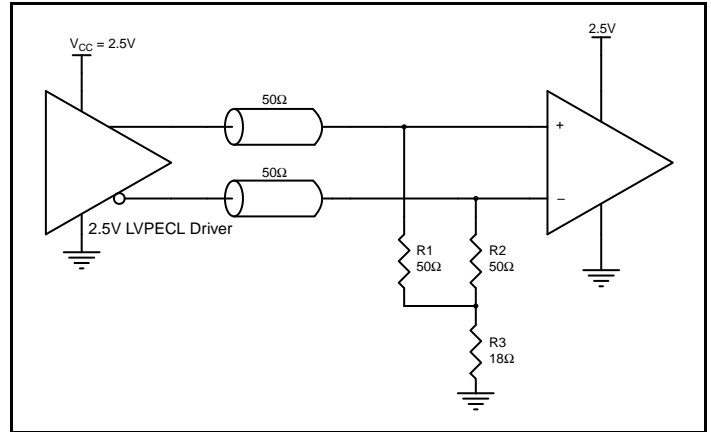 V_CC = 2.5V
2.5V
50Ω
50Ω
+
–
2.5V LVPECL Driver
R1
50Ω
R2
50Ω
R3
18Ω